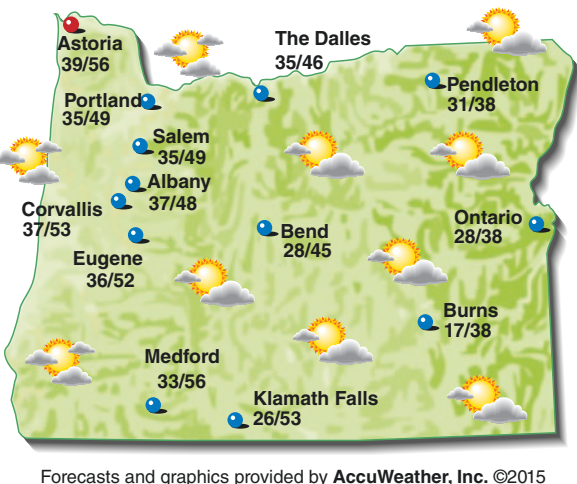 Astoria
39/56
The Dalles
35/46
Pendleton
31/38
Portland
35/49
Salem
35/49
Albany
37/48
Corvallis
37/53
Eugene
36/52
Bend
28/45
Ontario
28/38
Burns
17/38
Medford
33/56
Klamath Falls
26/53
Forecasts and graphics provided by AccuWeather, Inc. ©2015